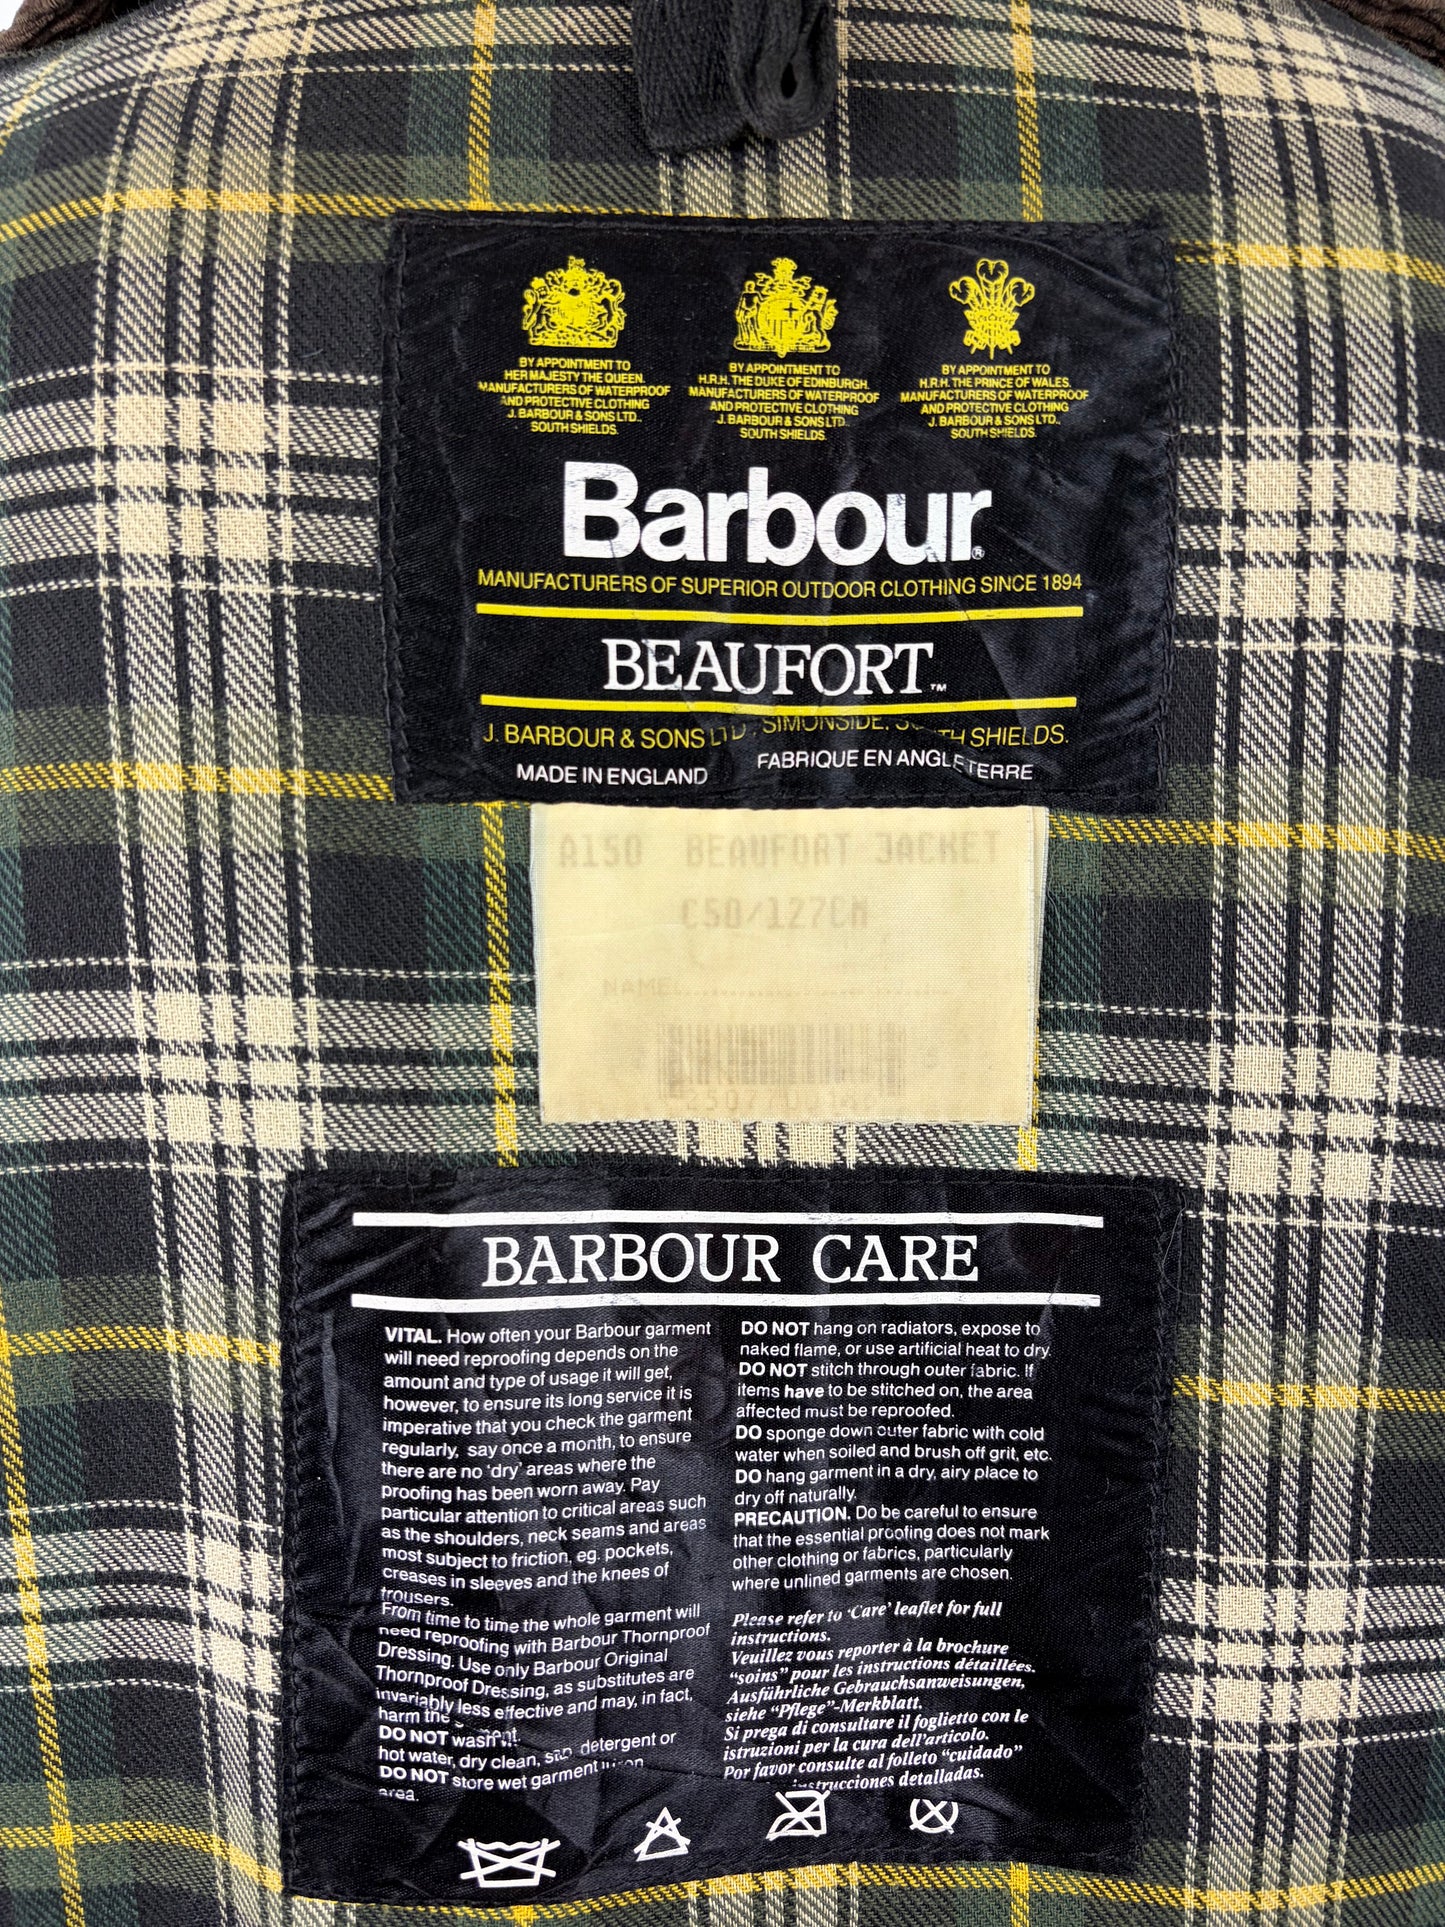 BY APPOINTMENT TO
HER MAJESTY THE QUEEN.
MANUFACTURERS OF WATERPROOF
AND PROTECTIVE CLOTHING
J. BARBOUR & SONS LTD.,
SOUTH SHIELDS.
BY APPOINTMENT TO
H.R.H. THE DUKE OF EDINBURGH.
MANUFACTURERS OF WATERPROOF
AND PROTECTIVE CLOTHING
J. BARBOUR & SONS LTD.
SOUTH SHIELDS.
BY APPOINTMENT TO
H.R.H. THE PRINCE OF WALES.
MANUFACTURERS OF WATERPROOF
AND PROTECTIVE CLOTHING
J. BARBOUR & SONS LTD.,
SOUTH SHIELDS.
Barbour®
MANUFACTURERS OF SUPERIOR OUTDOOR CLOTHING SINCE 1894
BEAUFORT™
J. BARBOUR & SONS LTD. SIMONSIDE, SOUTH SHIELDS.
MADE IN ENGLAND FABRIQUE EN ANGLETERRE
A150 BEAUFORT JACKET
C50/127CM
NAME:
BARBOUR CARE
VITAL. How often your Barbour garment
will need reproofing depends on the
amount and type of usage it will get,
however, to ensure its long service it is
imperative that you check the garment
regularly, say once a month, to ensure
there are no 'dry' areas where the
proofing has been worn away. Pay
particular attention to critical areas such
as the shoulders, neck seams and areas
most subject to friction, eg. pockets,
creases in sleeves and the knees of
trousers.
From time to time the whole garment will
need reproofing with Barbour Thornproof
Dressing. Use only Barbour Original
Thornproof Dressing, as substitutes are
invariably less effective and may, in fact,
harm the garment.
DO NOT wash in
hot water, dry clean, detergent or
DO NOT store wet garment in
area.
DO NOT hang on radiators, expose to
naked flame, or use artificial heat to dry.
DO NOT stitch through outer fabric. If
items have to be stitched on, the area
affected must be reproofed.
DO sponge down outer fabric with cold
water when soiled and brush off grit, etc.
DO hang garment in a dry, airy place to
dry off naturally.
PRECAUTION. Do be careful to ensure
that the essential proofing does not mark
other clothing or fabrics, particularly
where unlined garments are chosen.
Please refer to 'Care' leaflet for full
instructions.
Veuillez vous reporter à la brochure
"soins" pour les instructions détaillées.
Ausführliche Gebrauchsanweisungen,
siehe "Pflege"-Merkblatt.
Si prega di consultare il foglietto con le
istruzioni per la cura dell'articolo.
Por favor consulte al folleto "cuidado"
instrucciones detalladas.